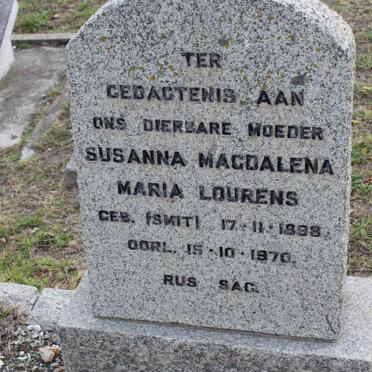 TER
GEDAGTENIS AAN
ONS DIERBARE MOEDER
SUSANNA MAGDALENA
MARIA LOURENS
GEB. (SMIT) 17-11-1888.
OORL. 15-10-1970.
RUS SAG.